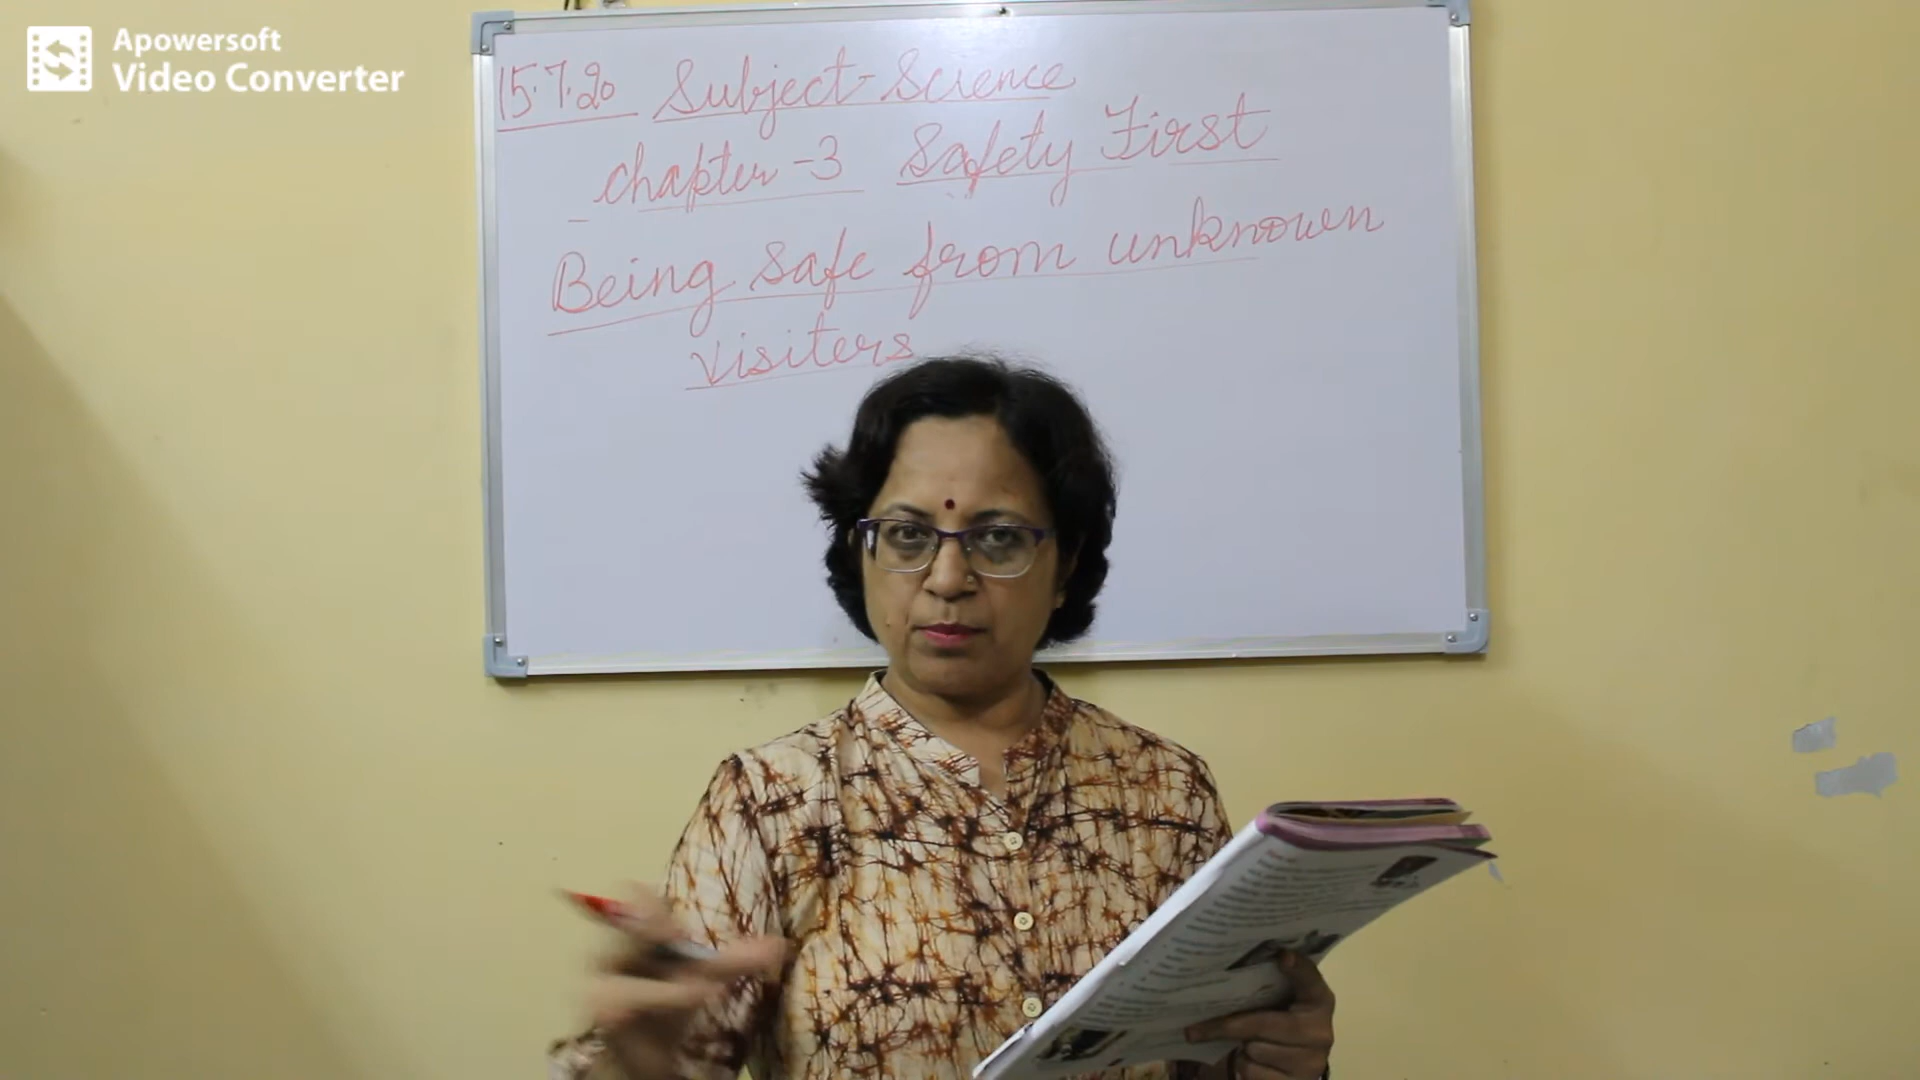 Apowersoft
Video Converter
15.7.20 Subject-Science
chapter-3 Safety First
Being safe from unknown
visiters